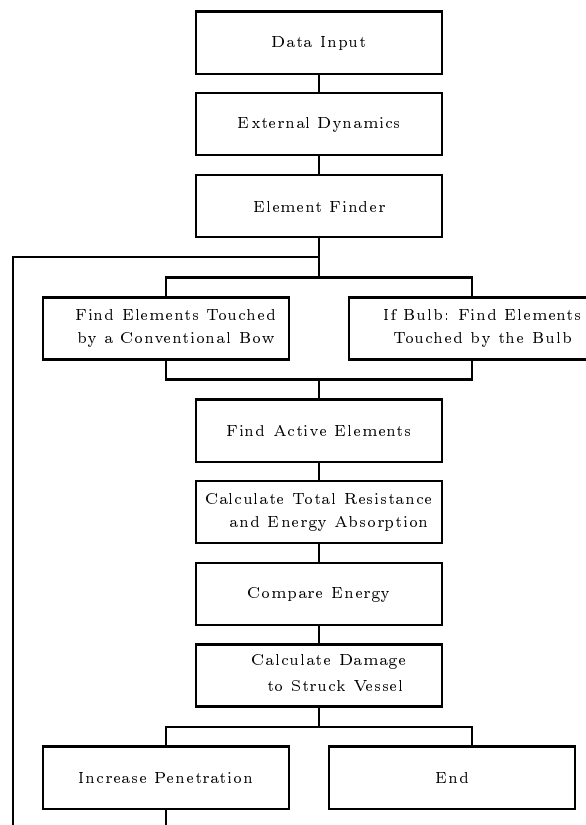 Data Input
External Dynamics
Element Finder
Find Elements Touched
by a Conventional Bow
If Bulb: Find Elements
Touched by the Bulb
Find Active Elements
Calculate Total Resistance
and Energy Absorption
Compare Energy
Calculate Damage
to Struck Vessel
Increase Penetration
End